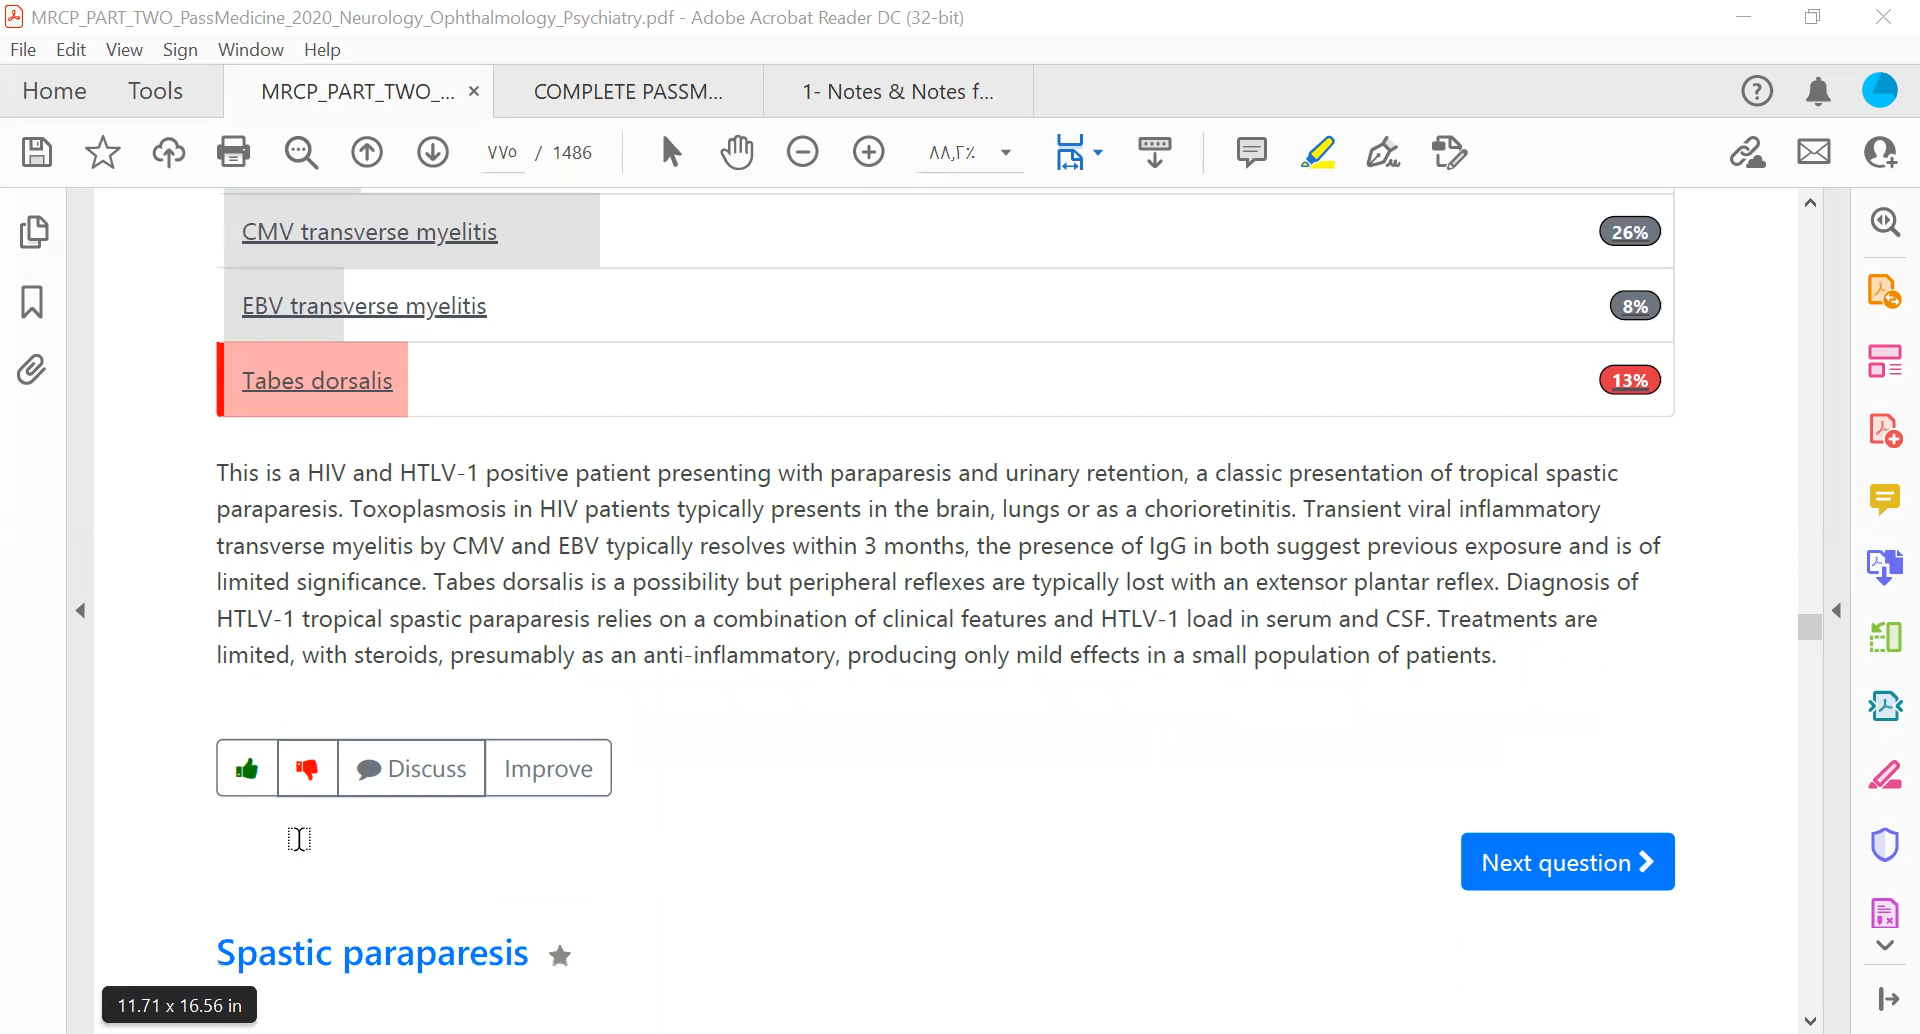 MRCP_PART_TWO_PassMedicine_2020_Neurology_Ophthalmology_Psychiatry.pdf - Adobe Acrobat Reader DC (32-bit)
File Edit View Sign Window Help
Home Tools MRCP_PART_TWO_... × COMPLETE PASSM... 1- Notes & Notes f...
٧٧٥ / 1486 ٨٨,٢٪
CMV transverse myelitis 26%
EBV transverse myelitis 8%
Tabes dorsalis 13%
This is a HIV and HTLV-1 positive patient presenting with paraparesis and urinary retention, a classic presentation of tropical spastic
paraparesis. Toxoplasmosis in HIV patients typically presents in the brain, lungs or as a chorioretinitis. Transient viral inflammatory
transverse myelitis by CMV and EBV typically resolves within 3 months, the presence of IgG in both suggest previous exposure and is of
limited significance. Tabes dorsalis is a possibility but peripheral reflexes are typically lost with an extensor plantar reflex. Diagnosis of
HTLV-1 tropical spastic paraparesis relies on a combination of clinical features and HTLV-1 load in serum and CSF. Treatments are
limited, with steroids, presumably as an anti-inflammatory, producing only mild effects in a small population of patients.
Discuss Improve
Next question
Spastic paraparesis
11.71 x 16.56 in